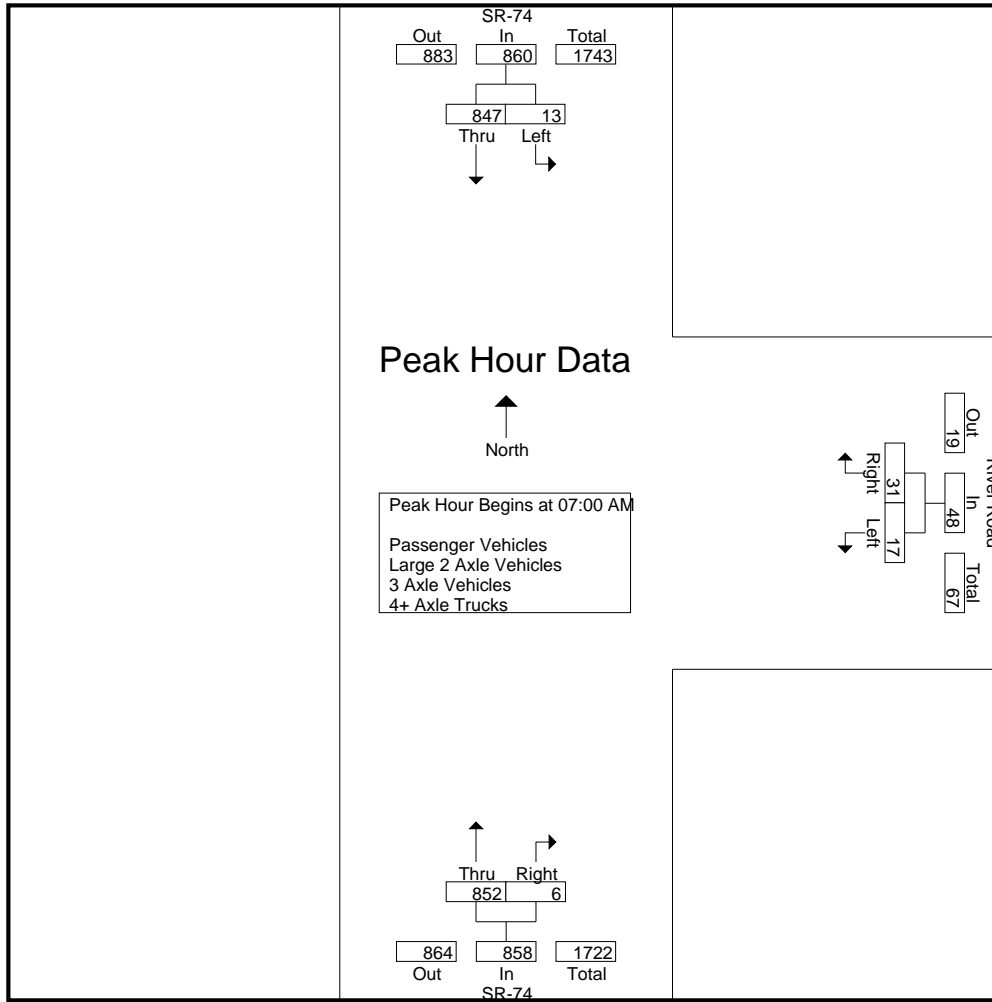 SR-74
Out In Total
883 860 1743
847 13
Thru Left
Peak Hour Data
North
Peak Hour Begins at 07:00 AM
Passenger Vehicles
Large 2 Axle Vehicles
3 Axle Vehicles
4+ Axle Trucks
River Road
Out In Total
19 48 67
31 17
Right Left
Thru Right
852 6
864 858 1722
Out In Total
SR-74